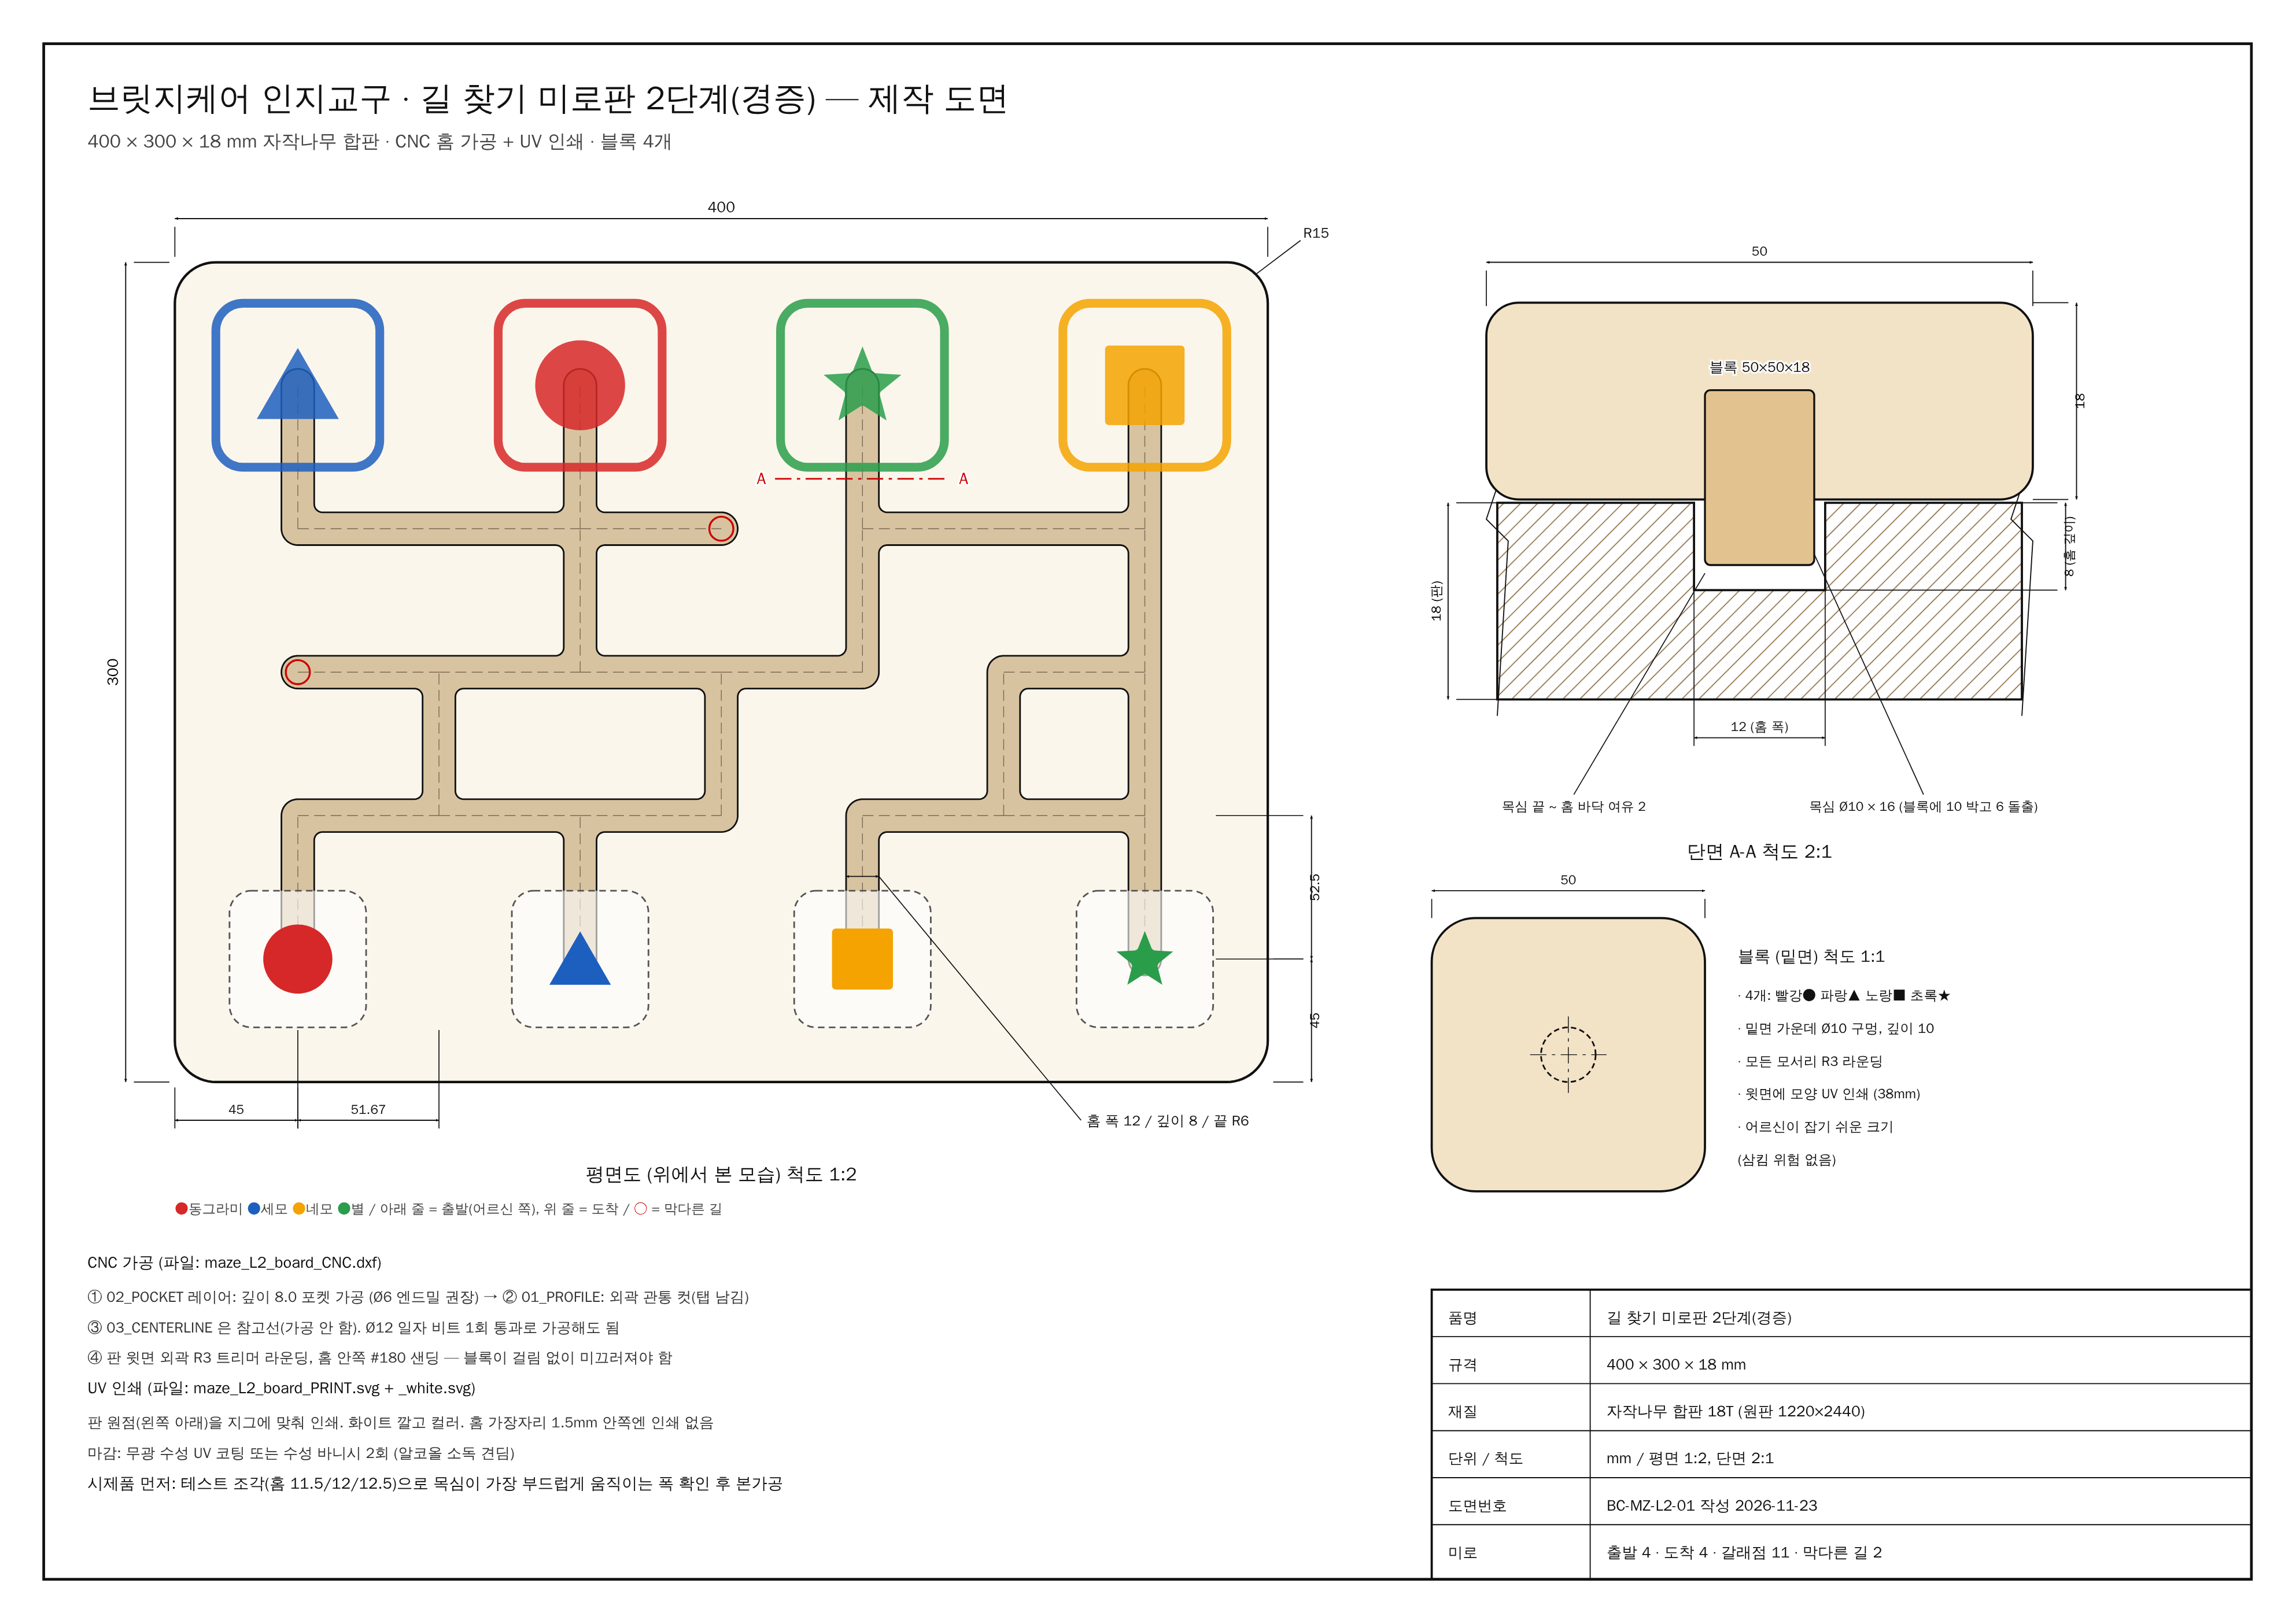 브릿지케어 인지교구 · 길 찾기 미로판 2단계(경증) — 제작 도면
400 × 300 × 18 mm 자작나무 합판 · CNC 홈 가공 + UV 인쇄 · 블록 4개
400
R15
300
A
A
52.5
45
45
51.67
홈 폭 12 / 깊이 8 / 끝 R6
평면도 (위에서 본 모습) 척도 1:2
●동그라미 ●세모 ●네모 ●별 / 아래 줄 = 출발(어르신 쪽), 위 줄 = 도착 / ○ = 막다른 길
50
블록 50×50×18
18
8 (홈 깊이)
18 (판)
12 (홈 폭)
목심 끝 ~ 홈 바닥 여유 2
목심 Ø10 × 16 (블록에 10 박고 6 돌출)
단면 A-A 척도 2:1
50
블록 (밑면) 척도 1:1
· 4개: 빨강● 파랑▲ 노랑■ 초록★
· 밑면 가운데 Ø10 구멍, 깊이 10
· 모든 모서리 R3 라운딩
· 윗면에 모양 UV 인쇄 (38mm)
· 어르신이 잡기 쉬운 크기
(삼킴 위험 없음)
CNC 가공 (파일: maze_L2_board_CNC.dxf)
① 02_POCKET 레이어: 깊이 8.0 포켓 가공 (Ø6 엔드밀 권장) → ② 01_PROFILE: 외곽 관통 컷(탭 남김)
③ 03_CENTERLINE 은 참고선(가공 안 함). Ø12 일자 비트 1회 통과로 가공해도 됨
④ 판 윗면 외곽 R3 트리머 라운딩, 홈 안쪽 #180 샌딩 — 블록이 걸림 없이 미끄러져야 함
UV 인쇄 (파일: maze_L2_board_PRINT.svg + _white.svg)
판 원점(왼쪽 아래)을 지그에 맞춰 인쇄. 화이트 깔고 컬러. 홈 가장자리 1.5mm 안쪽엔 인쇄 없음
마감: 무광 수성 UV 코팅 또는 수성 바니시 2회 (알코올 소독 견딤)
시제품 먼저: 테스트 조각(홈 11.5/12/12.5)으로 목심이 가장 부드럽게 움직이는 폭 확인 후 본가공
품명 길 찾기 미로판 2단계(경증)
규격 400 × 300 × 18 mm
재질 자작나무 합판 18T (원판 1220×2440)
단위 / 척도 mm / 평면 1:2, 단면 2:1
도면번호 BC-MZ-L2-01 작성 2026-11-23
미로 출발 4 · 도착 4 · 갈래점 11 · 막다른 길 2